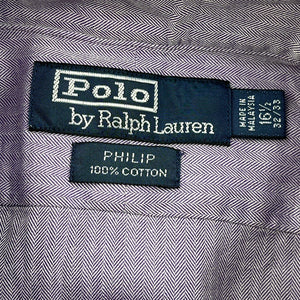 Polo
by Ralph Lauren
MADE IN
MALAYSIA
16½
32/33
PHILIP
100% COTTON